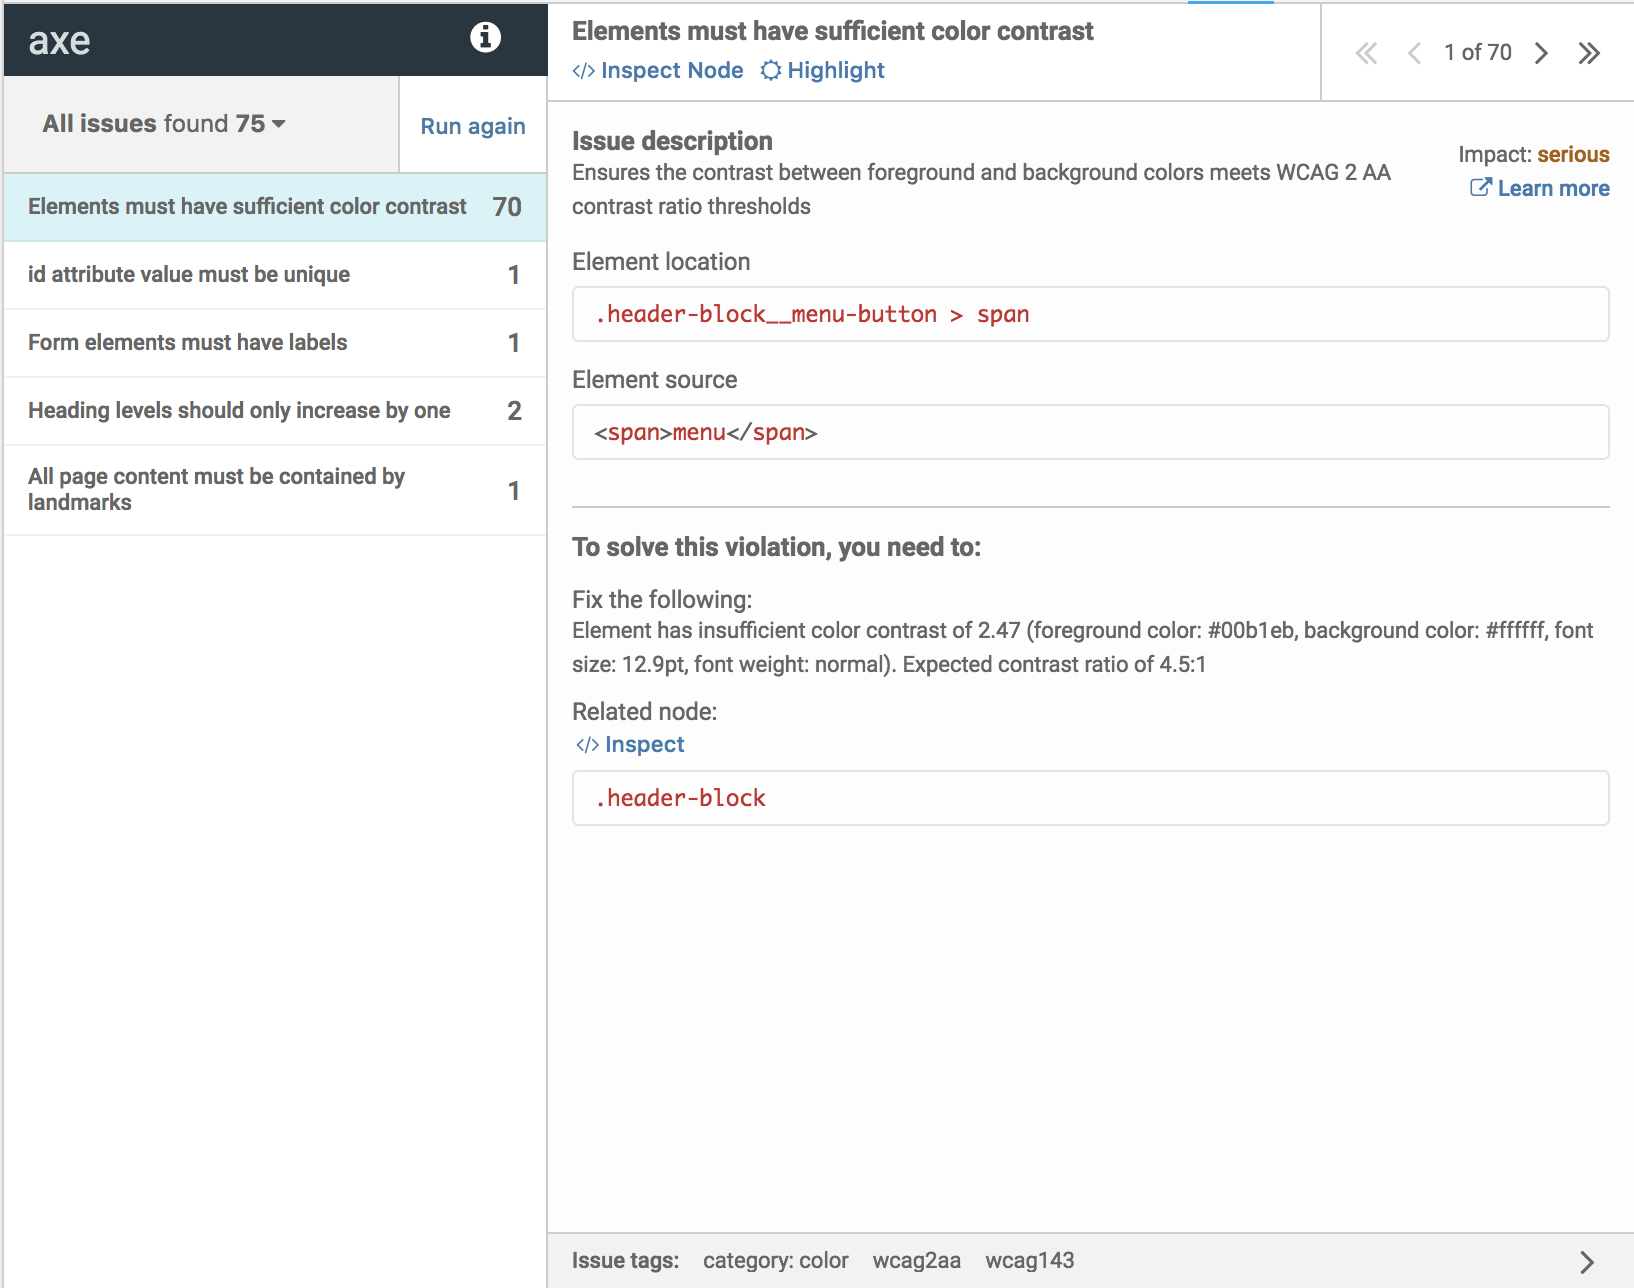 axe
All issues found 75
Run again
Elements must have sufficient color contrast 70
id attribute value must be unique 1
Form elements must have labels 1
Heading levels should only increase by one 2
All page content must be contained by
landmarks 1
Elements must have sufficient color contrast
</> Inspect Node Highlight
1 of 70
Issue description
Ensures the contrast between foreground and background colors meets WCAG 2 AA
contrast ratio thresholds
Impact: serious
Learn more
Element location
.header-block__menu-button > span
Element source
<span>menu</span>
To solve this violation, you need to:
Fix the following:
Element has insufficient color contrast of 2.47 (foreground color: #00b1eb, background color: #ffffff, font
size: 12.9pt, font weight: normal). Expected contrast ratio of 4.5:1
Related node:
</> Inspect
.header-block
Issue tags: category: color wcag2aa wcag143